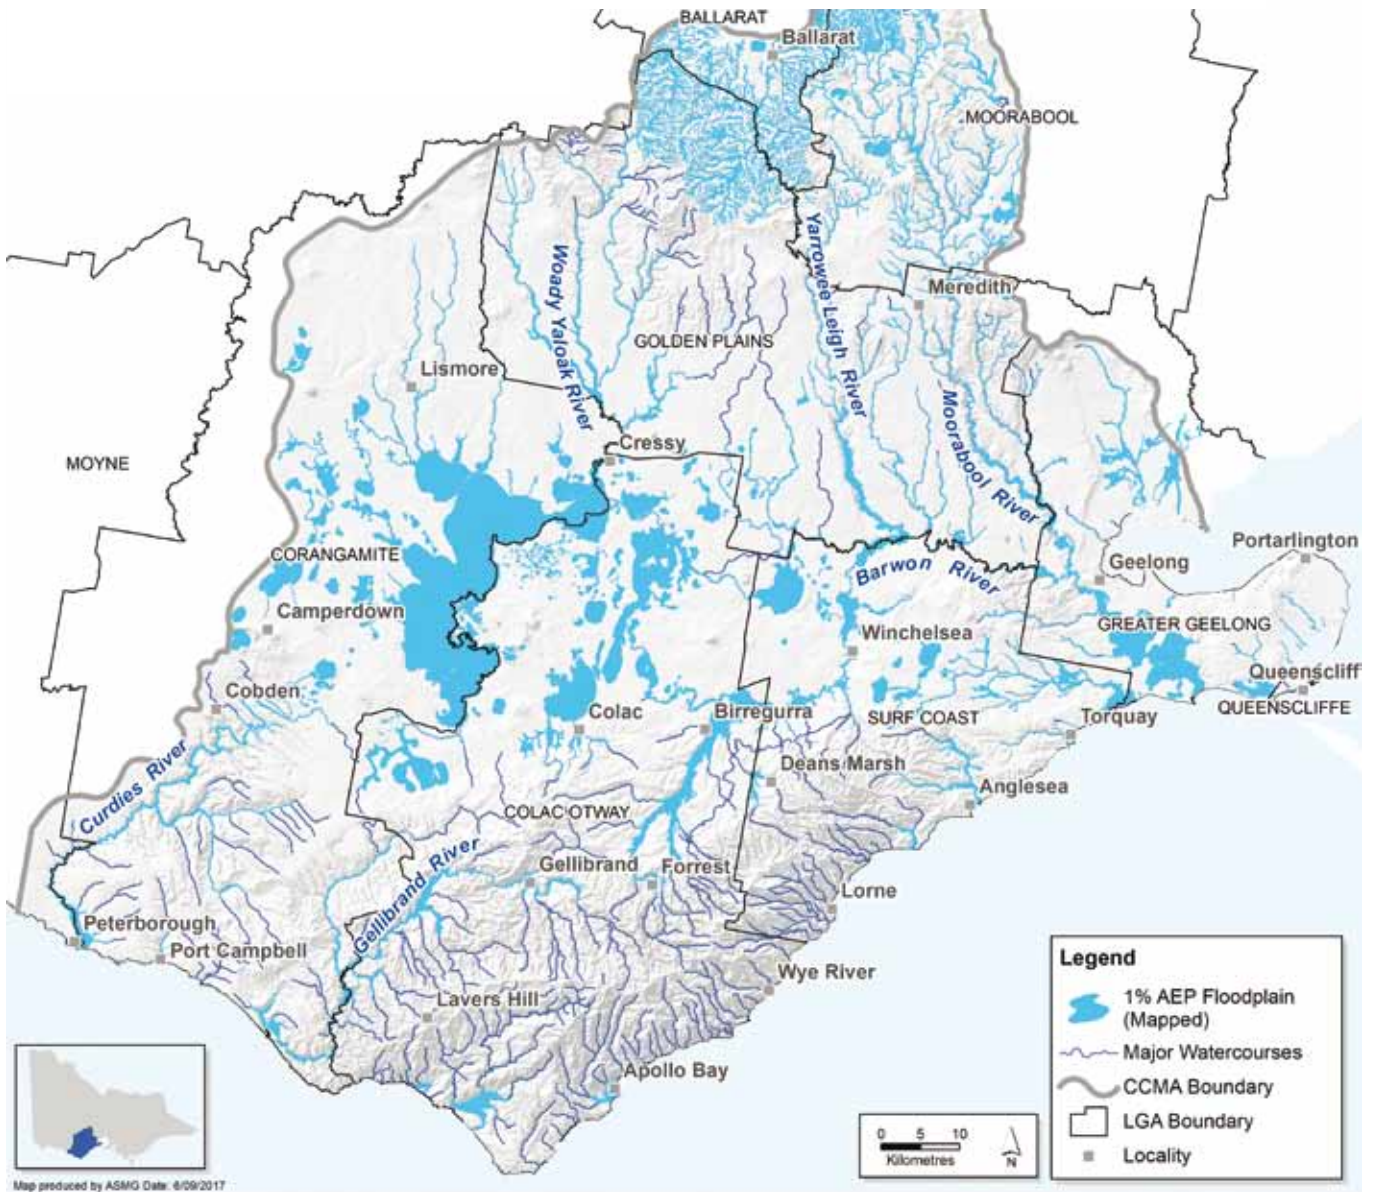 BALLARAT
Ballarat
MOORABOOL
Yarrowee Leigh River
Woady Yaloak River
Meredith
GOLDEN PLAINS
Lismore
Moorabool River
Cressy
MOYNE
CORANGAMITE
Barwon River
Geelong
Portarlington
Camperdown
Winchelsea
GREATER GEELONG
Queenscliff
Cobden
Colac
Birregurra
SURF COAST
Torquay
QUEENSCLIFFE
Curdies River
Deans Marsh
Anglesea
COLAC OTWAY
Gellibrand River
Gellibrand
Forrest
Lorne
Peterborough
Port Campbell
Wye River
Lavers Hill
Apollo Bay
Legend
1% AEP Floodplain
(Mapped)
Major Watercourses
CCMA Boundary
LGA Boundary
Locality
0 5 10
Kilometres
N
Map produced by ASMG Date: 6/09/2017